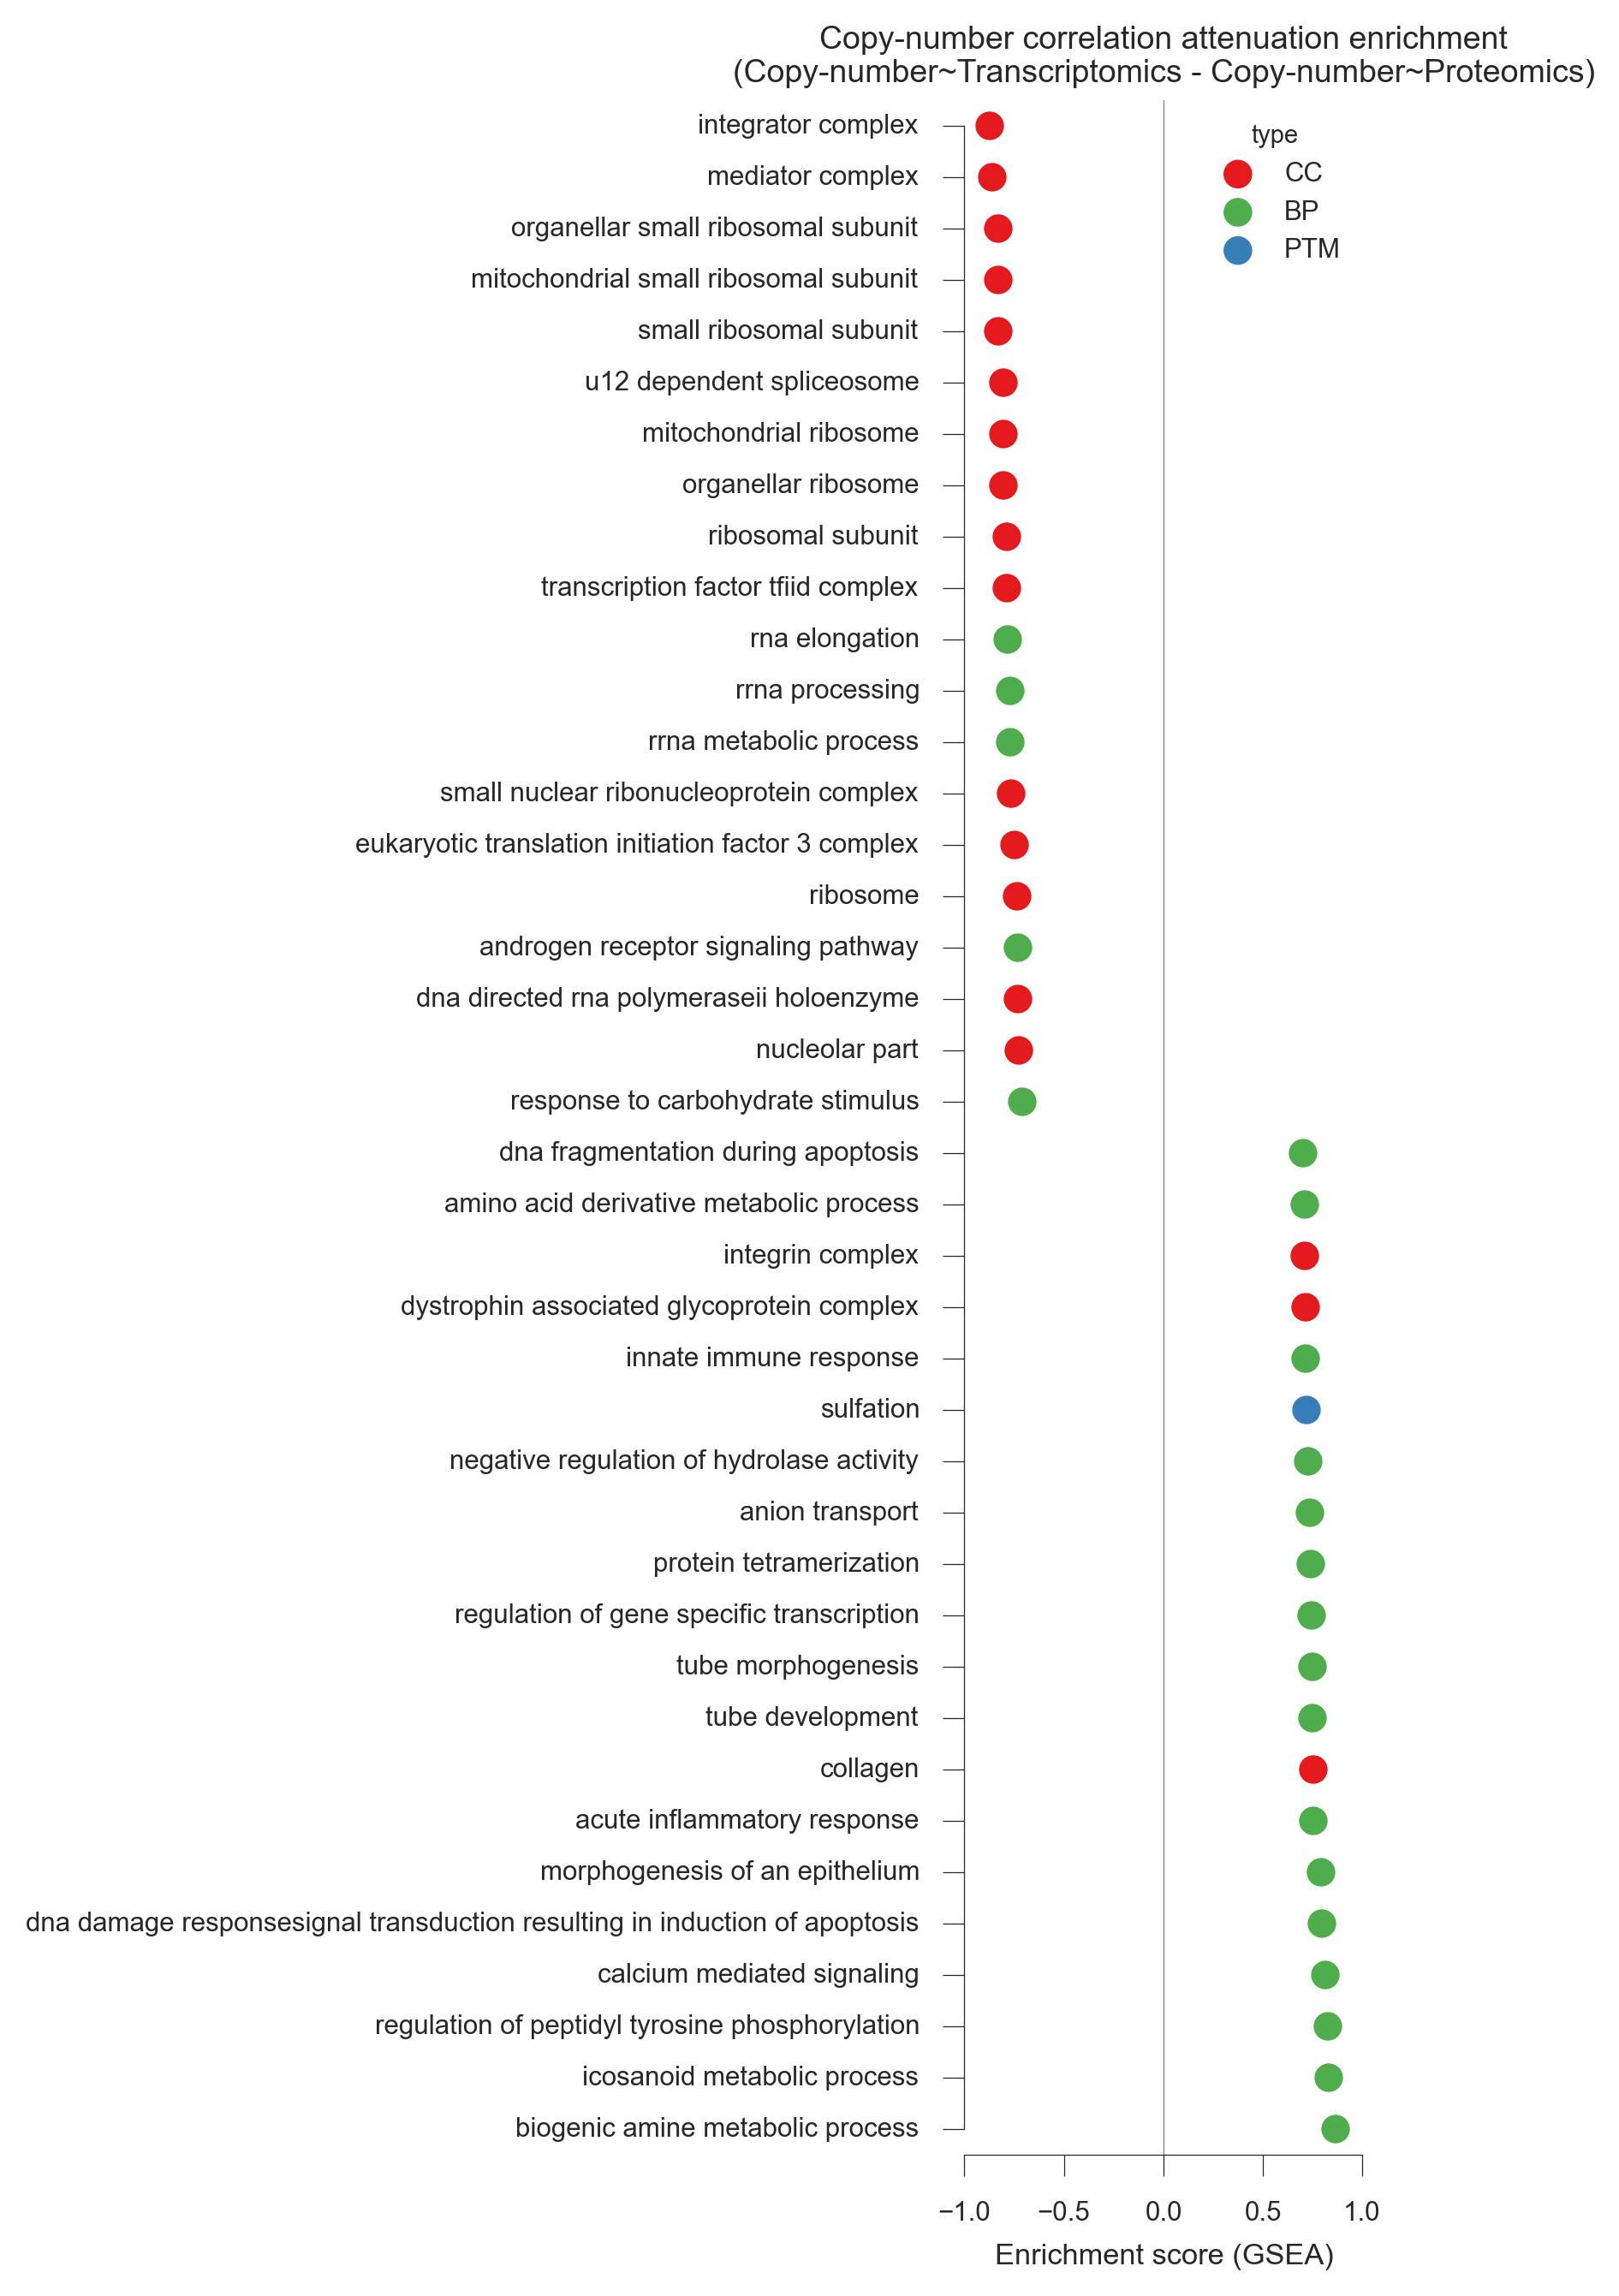 Copy-number correlation attenuation enrichment
(Copy-number~Transcriptomics - Copy-number~Proteomics)
type
CC
BP
PTM
integrator complex
mediator complex
organellar small ribosomal subunit
mitochondrial small ribosomal subunit
small ribosomal subunit
u12 dependent spliceosome
mitochondrial ribosome
organellar ribosome
ribosomal subunit
transcription factor tfiid complex
rna elongation
rrna processing
rrna metabolic process
small nuclear ribonucleoprotein complex
eukaryotic translation initiation factor 3 complex
ribosome
androgen receptor signaling pathway
dna directed rna polymeraseii holoenzyme
nucleolar part
response to carbohydrate stimulus
dna fragmentation during apoptosis
amino acid derivative metabolic process
integrin complex
dystrophin associated glycoprotein complex
innate immune response
sulfation
negative regulation of hydrolase activity
anion transport
protein tetramerization
regulation of gene specific transcription
tube morphogenesis
tube development
collagen
acute inflammatory response
morphogenesis of an epithelium
dna damage responsesignal transduction resulting in induction of apoptosis
calcium mediated signaling
regulation of peptidyl tyrosine phosphorylation
icosanoid metabolic process
biogenic amine metabolic process
−1.0 −0.5 0.0 0.5 1.0
Enrichment score (GSEA)